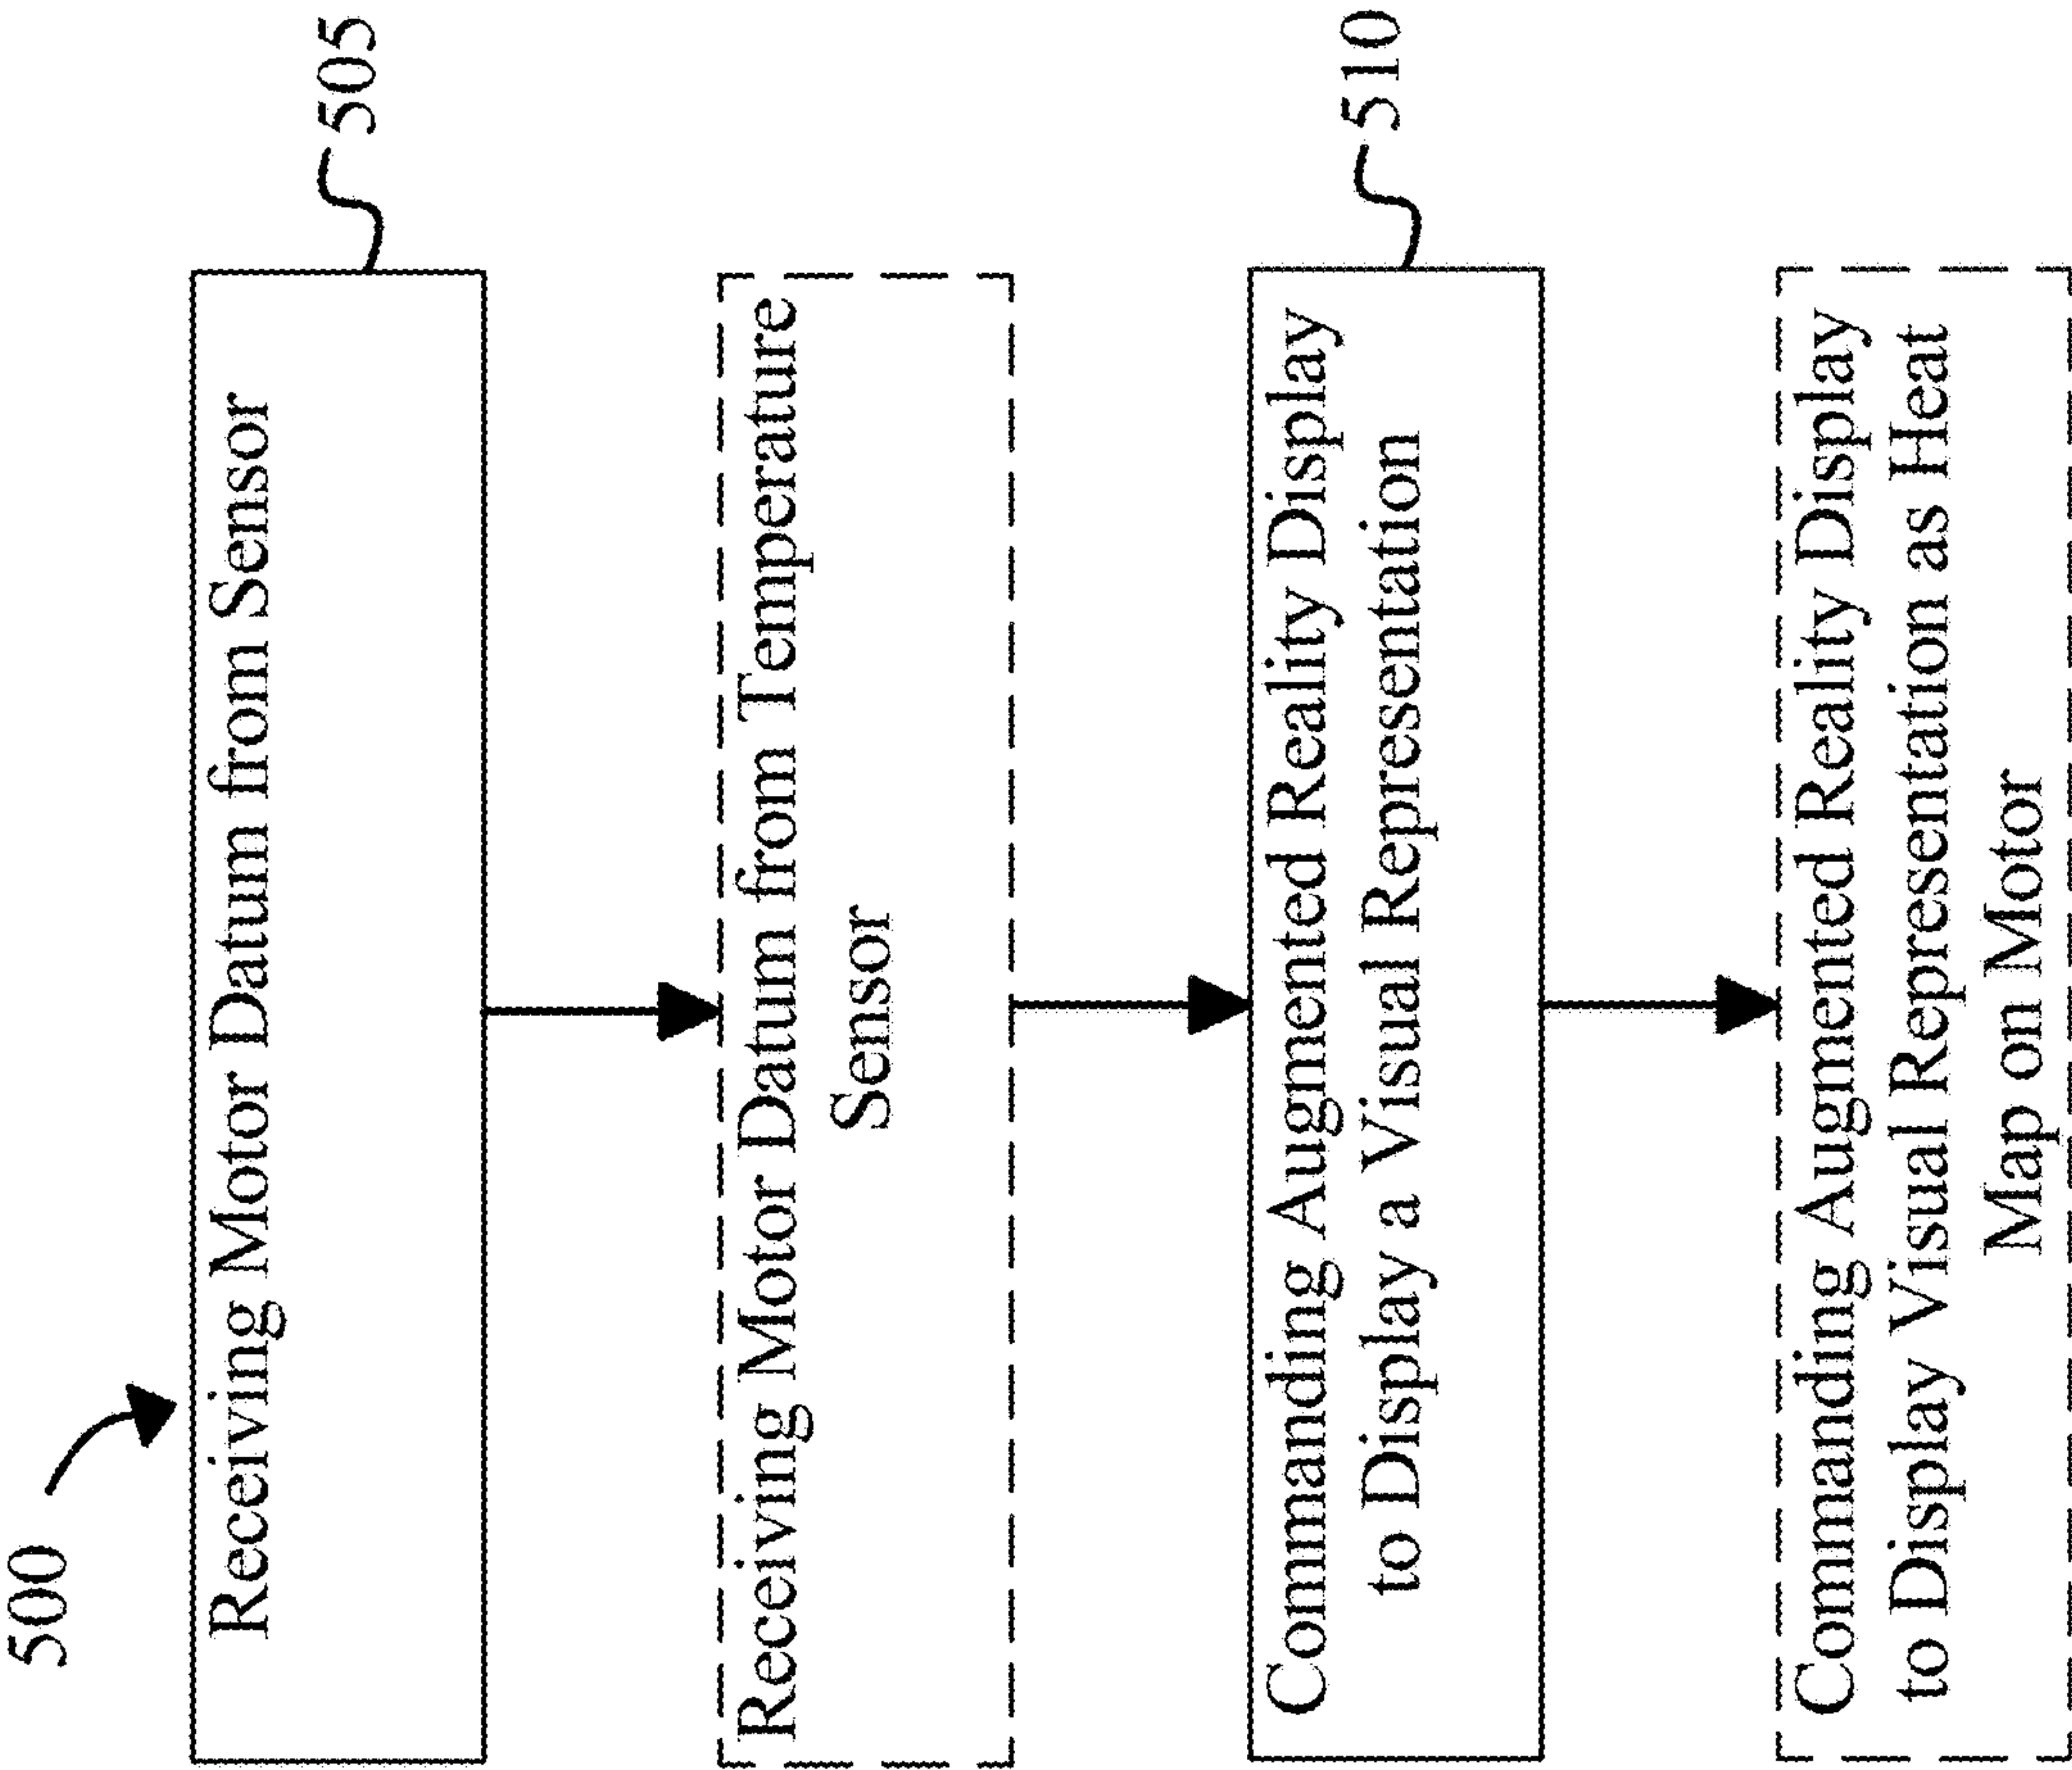 500
Receiving Motor Datum from Sensor
505
Receiving Motor Datum from Temperature
Sensor
Commanding Augmented Reality Display
to Display a Visual Representation
510
Commanding Augmented Reality Display
to Display Visual Representation as Heat
Map on Motor